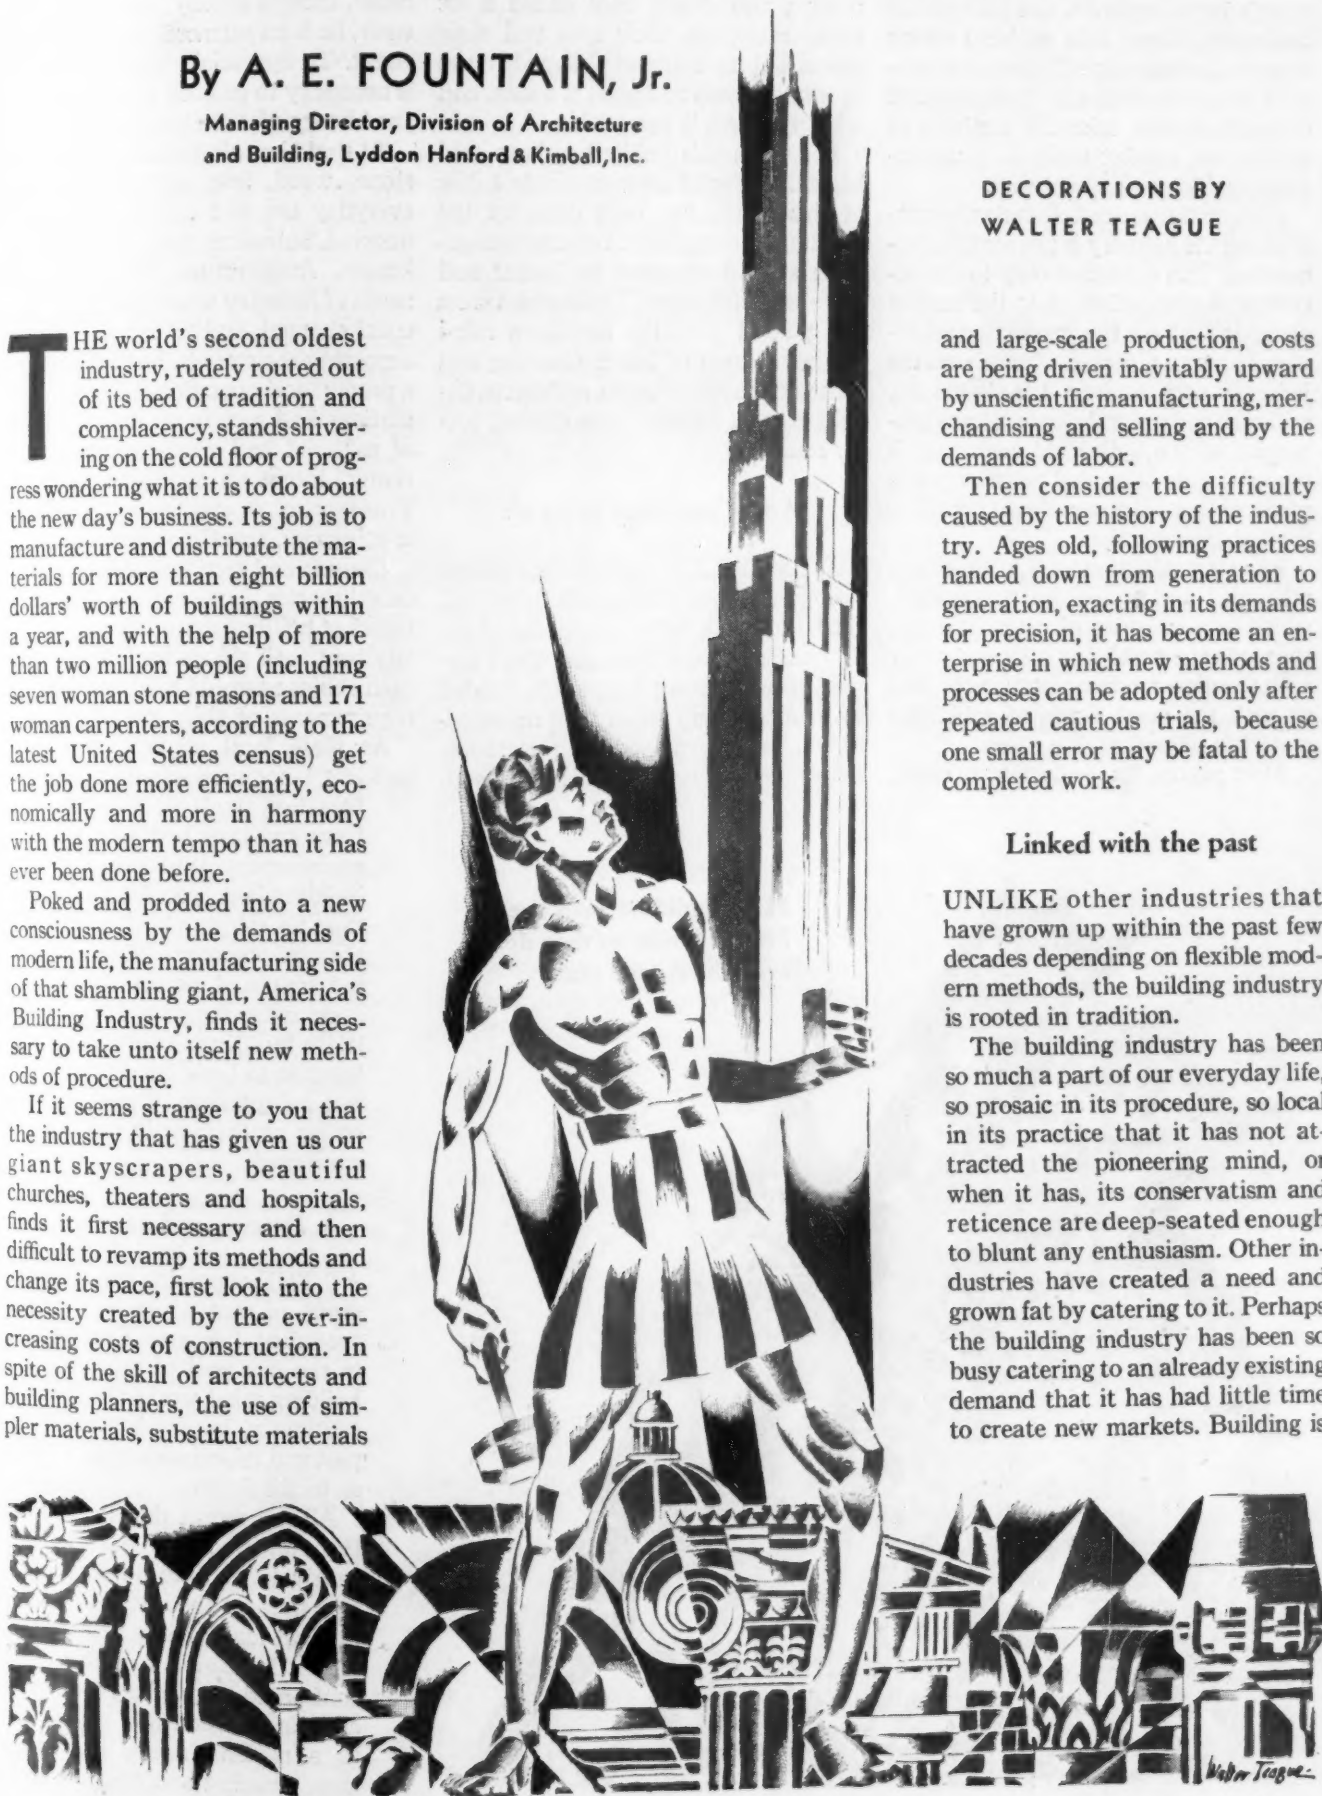 By A. E. FOUNTAIN, Jr.
Managing Director, Division of Architecture
and Building, Lyddon Hanford & Kimball, Inc.
DECORATIONS BY
WALTER TEAGUE
THE world's second oldest
industry, rudely routed out
of its bed of tradition and
complacency, stands shiver-
ing on the cold floor of prog-
ress wondering what it is to do about
the new day's business. Its job is to
manufacture and distribute the ma-
terials for more than eight billion
dollars' worth of buildings within
a year, and with the help of more
than two million people (including
seven woman stone masons and 171
woman carpenters, according to the
latest United States census) get
the job done more efficiently, eco-
nomically and more in harmony
with the modern tempo than it has
ever been done before.
Poked and prodded into a new
consciousness by the demands of
modern life, the manufacturing side
of that shambling giant, America's
Building Industry, finds it neces-
sary to take unto itself new meth-
ods of procedure.
If it seems strange to you that
the industry that has given us our
giant skyscrapers, beautiful
churches, theaters and hospitals,
finds it first necessary and then
difficult to revamp its methods and
change its pace, first look into the
necessity created by the ever-in-
creasing costs of construction. In
spite of the skill of architects and
building planners, the use of sim-
pler materials, substitute materials
and large-scale production, costs
are being driven inevitably upward
by unscientific manufacturing, mer-
chandising and selling and by the
demands of labor.
Then consider the difficulty
caused by the history of the indus-
try. Ages old, following practices
handed down from generation to
generation, exacting in its demands
for precision, it has become an en-
terprise in which new methods and
processes can be adopted only after
repeated cautious trials, because
one small error may be fatal to the
completed work.
Linked with the past
UNLIKE other industries that
have grown up within the past few
decades depending on flexible mod-
ern methods, the building industry
is rooted in tradition.
The building industry has been
so much a part of our everyday life,
so prosaic in its procedure, so local
in its practice that it has not at-
tracted the pioneering mind, or
when it has, its conservatism and
reticence are deep-seated enough
to blunt any enthusiasm. Other in-
dustries have created a need and
grown fat by catering to it. Perhaps
the building industry has been so
busy catering to an already existing
demand that it has had little time
to create new markets. Building is
Walter Teague